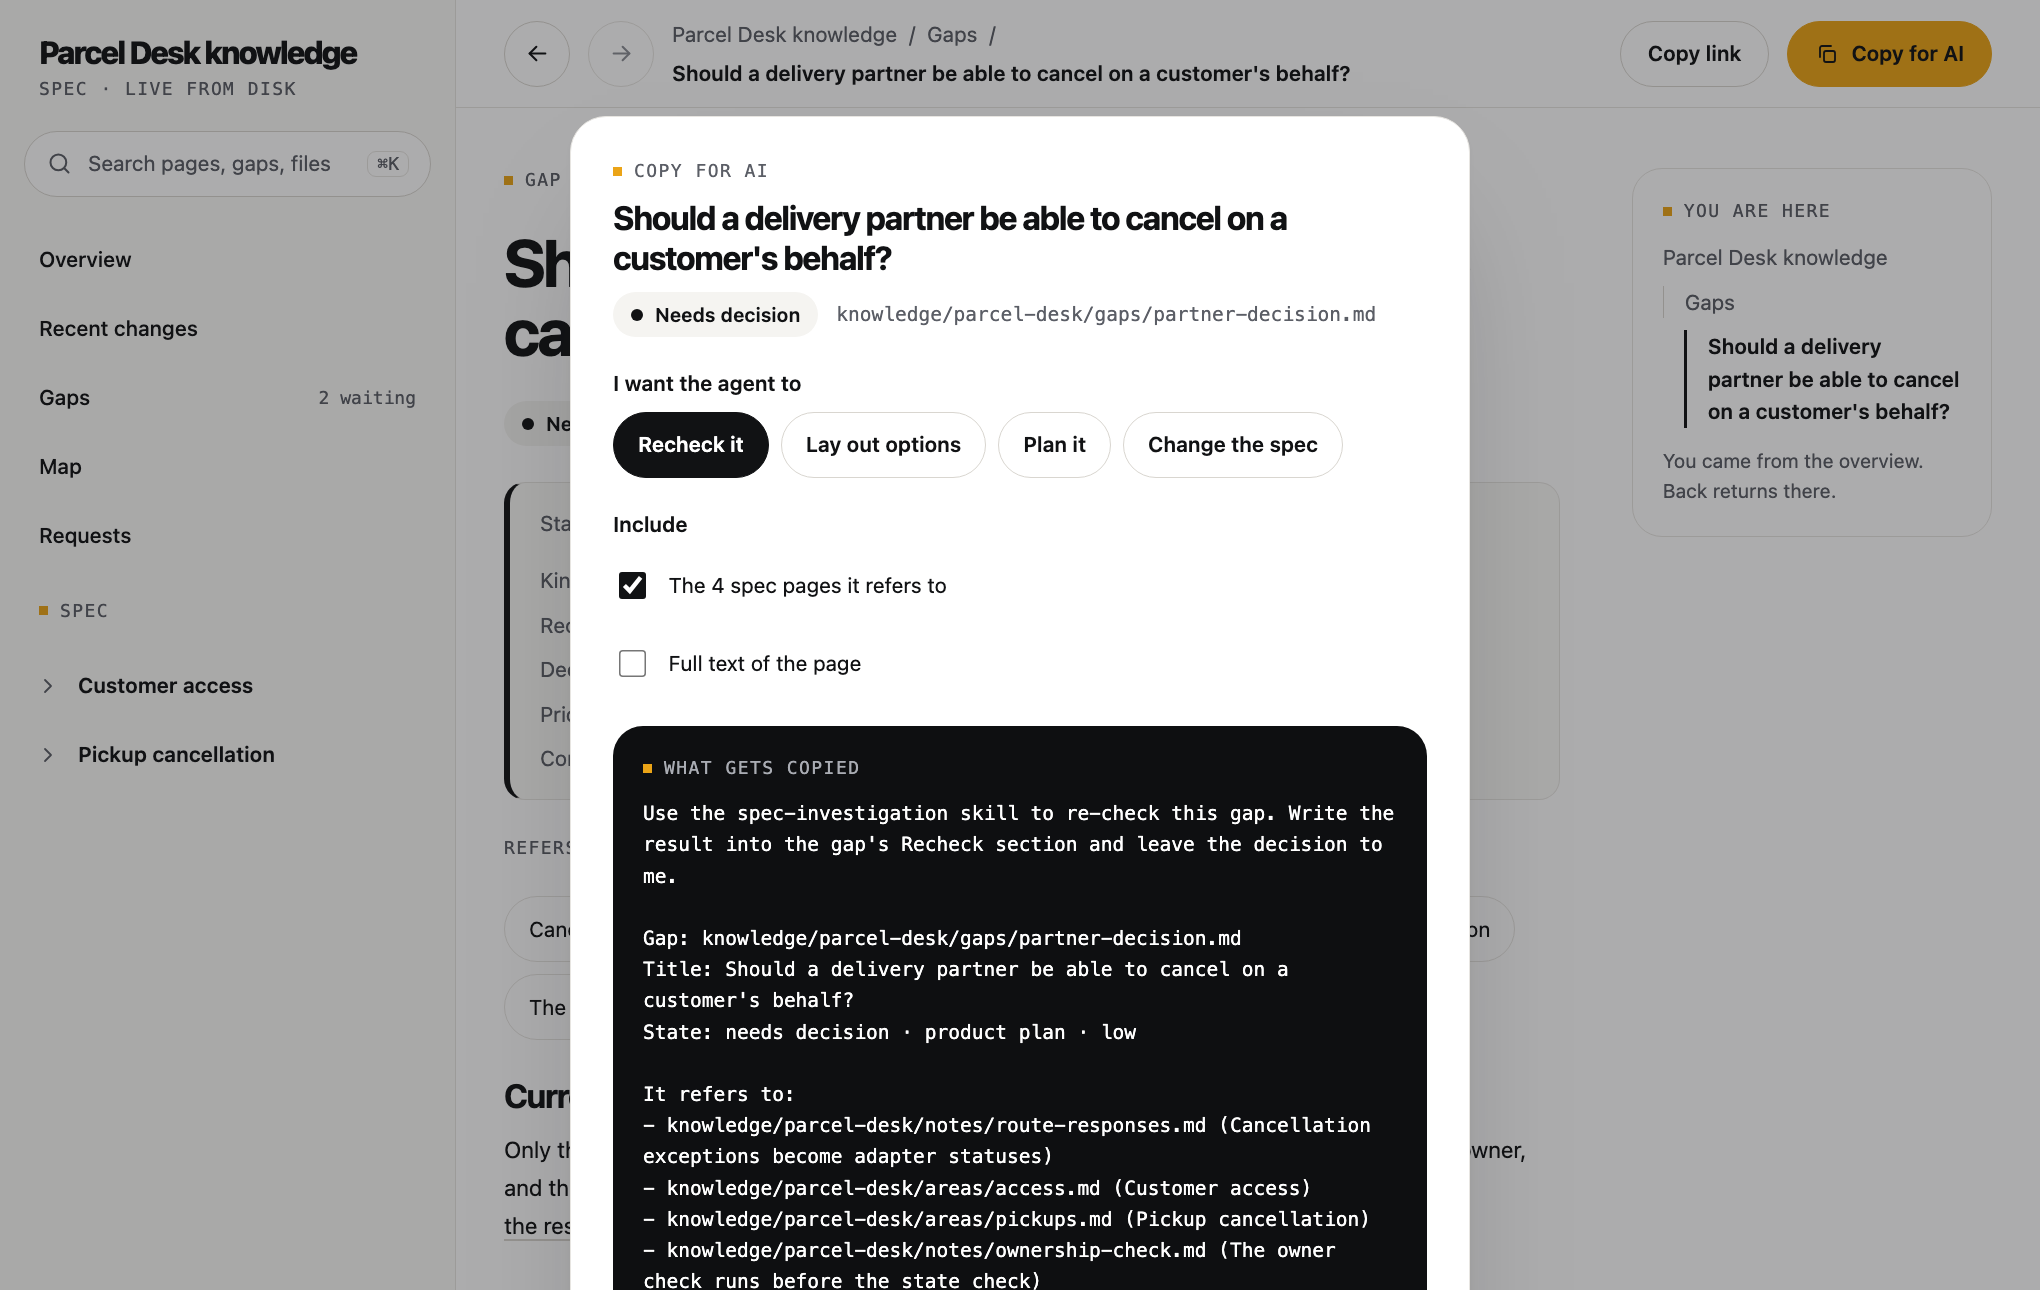 Parcel Desk knowledge
SPEC · LIVE FROM DISK
Search pages, gaps, files ⌘K
Overview
Recent changes
Gaps 2 waiting
Map
Requests
SPEC
Customer access
Pickup cancellation
Parcel Desk knowledge / Gaps /
Should a delivery partner be able to cancel on a customer's behalf?
Copy link
Copy for AI
GAP
COPY FOR AI
Should a delivery partner be able to cancel on a
customer's behalf?
Needs decision knowledge/parcel-desk/gaps/partner-decision.md
I want the agent to
Recheck it Lay out options Plan it Change the spec
Include
The 4 spec pages it refers to
Full text of the page
WHAT GETS COPIED
Use the spec-investigation skill to re-check this gap. Write the
result into the gap's Recheck section and leave the decision to
me.
Gap: knowledge/parcel-desk/gaps/partner-decision.md
Title: Should a delivery partner be able to cancel on a
customer's behalf?
State: needs decision · product plan · low
It refers to:
- knowledge/parcel-desk/notes/route-responses.md (Cancellation
exceptions become adapter statuses)
- knowledge/parcel-desk/areas/access.md (Customer access)
- knowledge/parcel-desk/areas/pickups.md (Pickup cancellation)
- knowledge/parcel-desk/notes/ownership-check.md (The owner
check runs before the state check)
The
Only
and
the
YOU ARE HERE
Parcel Desk knowledge
Gaps
Should a delivery
partner be able to cancel
on a customer's behalf?
You came from the overview.
Back returns there.